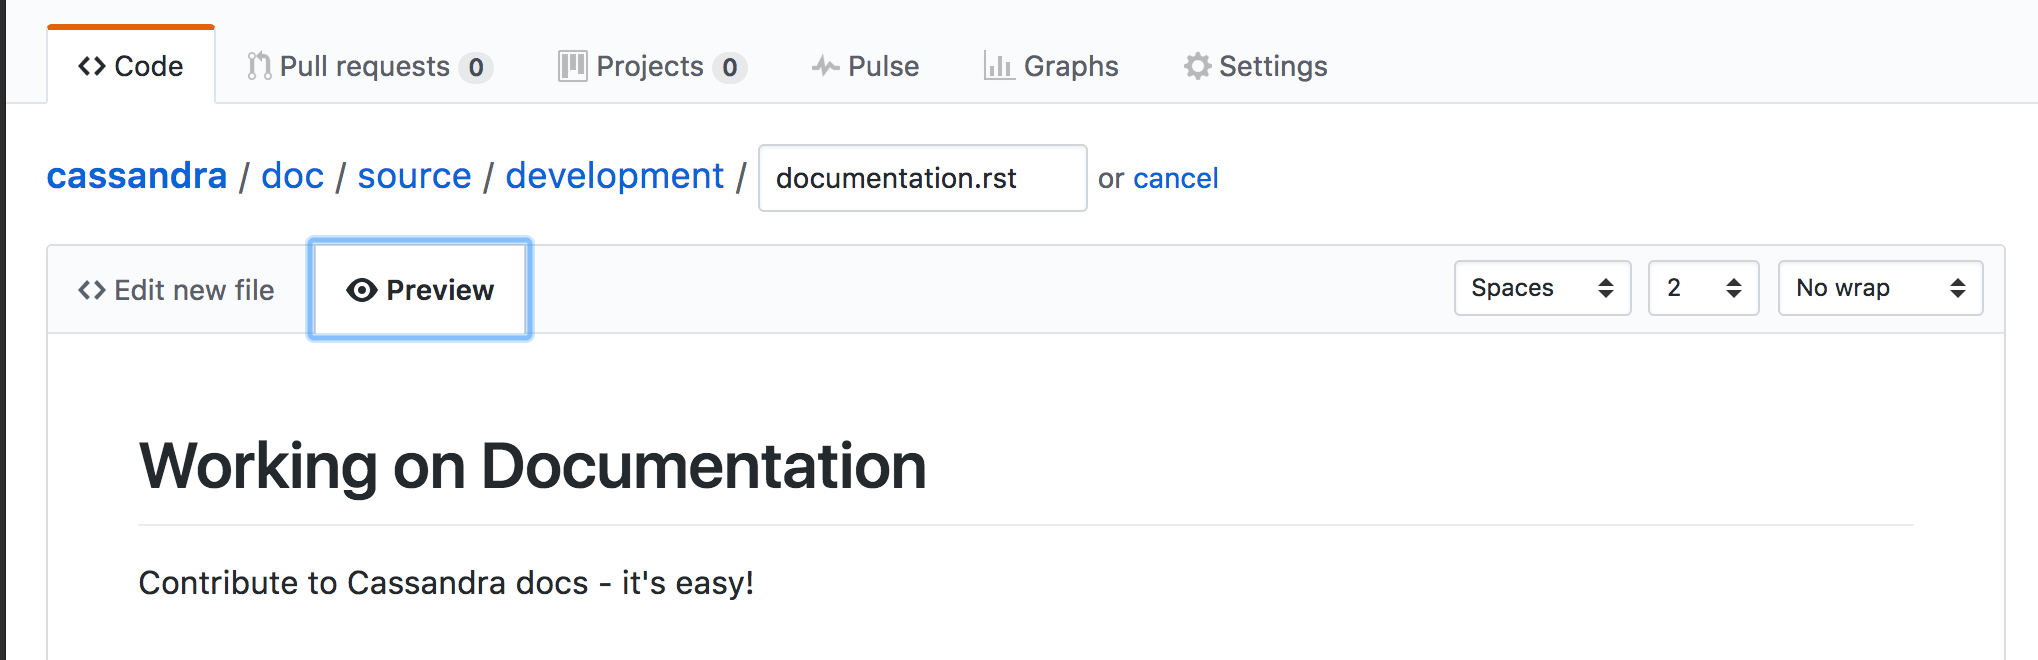 Code Pull requests 0 Projects 0 Pulse Graphs Settings
cassandra / doc / source / development / documentation.rst or cancel
Edit new file Preview Spaces 2 No wrap
Working on Documentation
Contribute to Cassandra docs - it's easy!